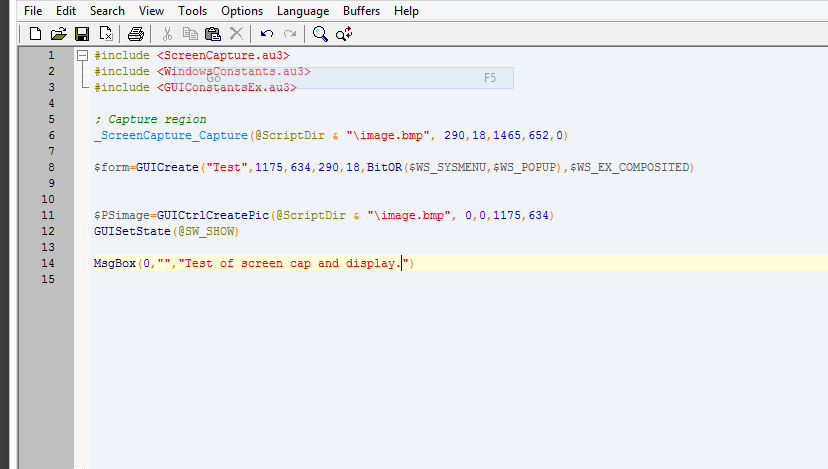 File Edit Search View Tools Options Language Buffers Help
1 #include <ScreenCapture.au3>
2 #include <WindowsConstants.au3>
Go F5
3 #include <GUIConstantsEx.au3>
4
5 ; Capture region
6 _ScreenCapture_Capture(@ScriptDir & "\image.bmp", 290,18,1465,652,0)
7
8 $form=GUICreate("Test",1175,634,290,18,BitOR($WS_SYSMENU,$WS_POPUP),$WS_EX_COMPOSITED)
9
10
11 $PSimage=GUICtrlCreatePic(@ScriptDir & "\image.bmp", 0,0,1175,634)
12 GUISetState(@SW_SHOW)
13
14 MsgBox(0,"","Test of screen cap and display.")
15